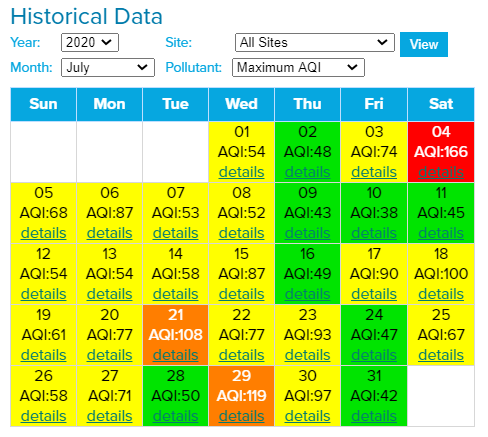 Historical Data
Year: 2020 Site: All Sites View
Month: July Pollutant: Maximum AQI
Sun Mon Tue Wed Thu Fri Sat
01 02 03 04
AQI:54 AQI:48 AQI:74 AQI:166
details details details details
05 06 07 08 09 10 11
AQI:68 AQI:87 AQI:53 AQI:52 AQI:43 AQI:38 AQI:45
details details details details details details details
12 13 14 15 16 17 18
AQI:54 AQI:54 AQI:58 AQI:87 AQI:49 AQI:90 AQI:100
details details details details details details details
19 20 21 22 23 24 25
AQI:61 AQI:77 AQI:108 AQI:77 AQI:93 AQI:47 AQI:67
details details details details details details details
26 27 28 29 30 31
AQI:58 AQI:71 AQI:50 AQI:119 AQI:97 AQI:42
details details details details details details